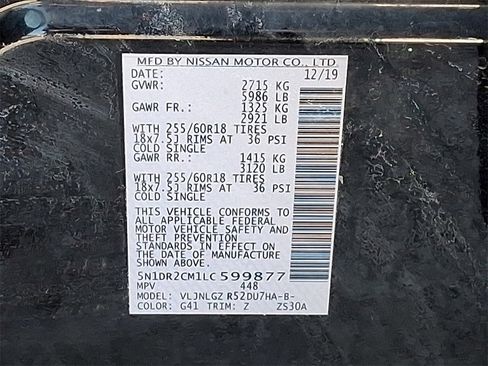 MFD BY NISSAN MOTOR CO., LTD.
DATE: 12/19
GVWR: 2715 KG
5986 LB
GAWR FR.: 1325 KG
2921 LB
WITH 255/60R18 TIRES
18x7.5J RIMS AT 36 PSI
COLD SINGLE
GAWR RR.: 1415 KG
3120 LB
WITH 255/60R18 TIRES
18x7.5J RIMS AT 36 PSI
COLD SINGLE
THIS VEHICLE CONFORMS TO
ALL APPLICABLE FEDERAL
MOTOR VEHICLE SAFETY AND
AND THEFT PREVENTION
STANDARDS IN EFFECT ON
THE DATE OF MANUFACTURE
SHOWN ABOVE.
5N1DR2CM1LC599877
MPV 448
MODEL: VLJNLGZ R52DU7HA-B-
COLOR: G41 TRIM: Z ZS30A